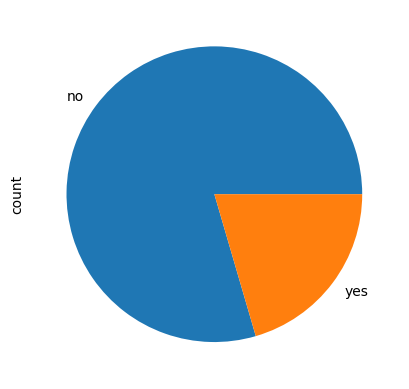 no
count
yes